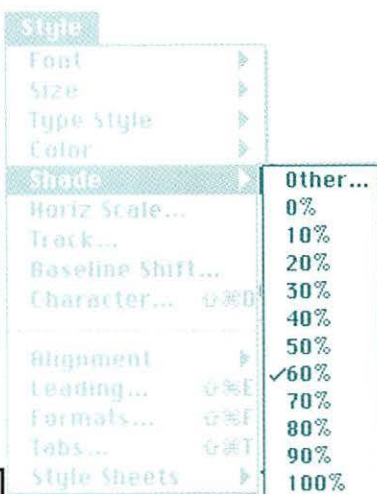 Style
Font
Size
Type Style
Color
Shade
Horiz Scale...
Track...
Baseline Shift...
Character... ⇧⌘D
Alignment
Leading... ⇧⌘E
Formats... ⇧⌘F
Tabs... ⇧⌘T
Style Sheets
Other...
0%
10%
20%
30%
40%
50%
✓60%
70%
80%
90%
100%